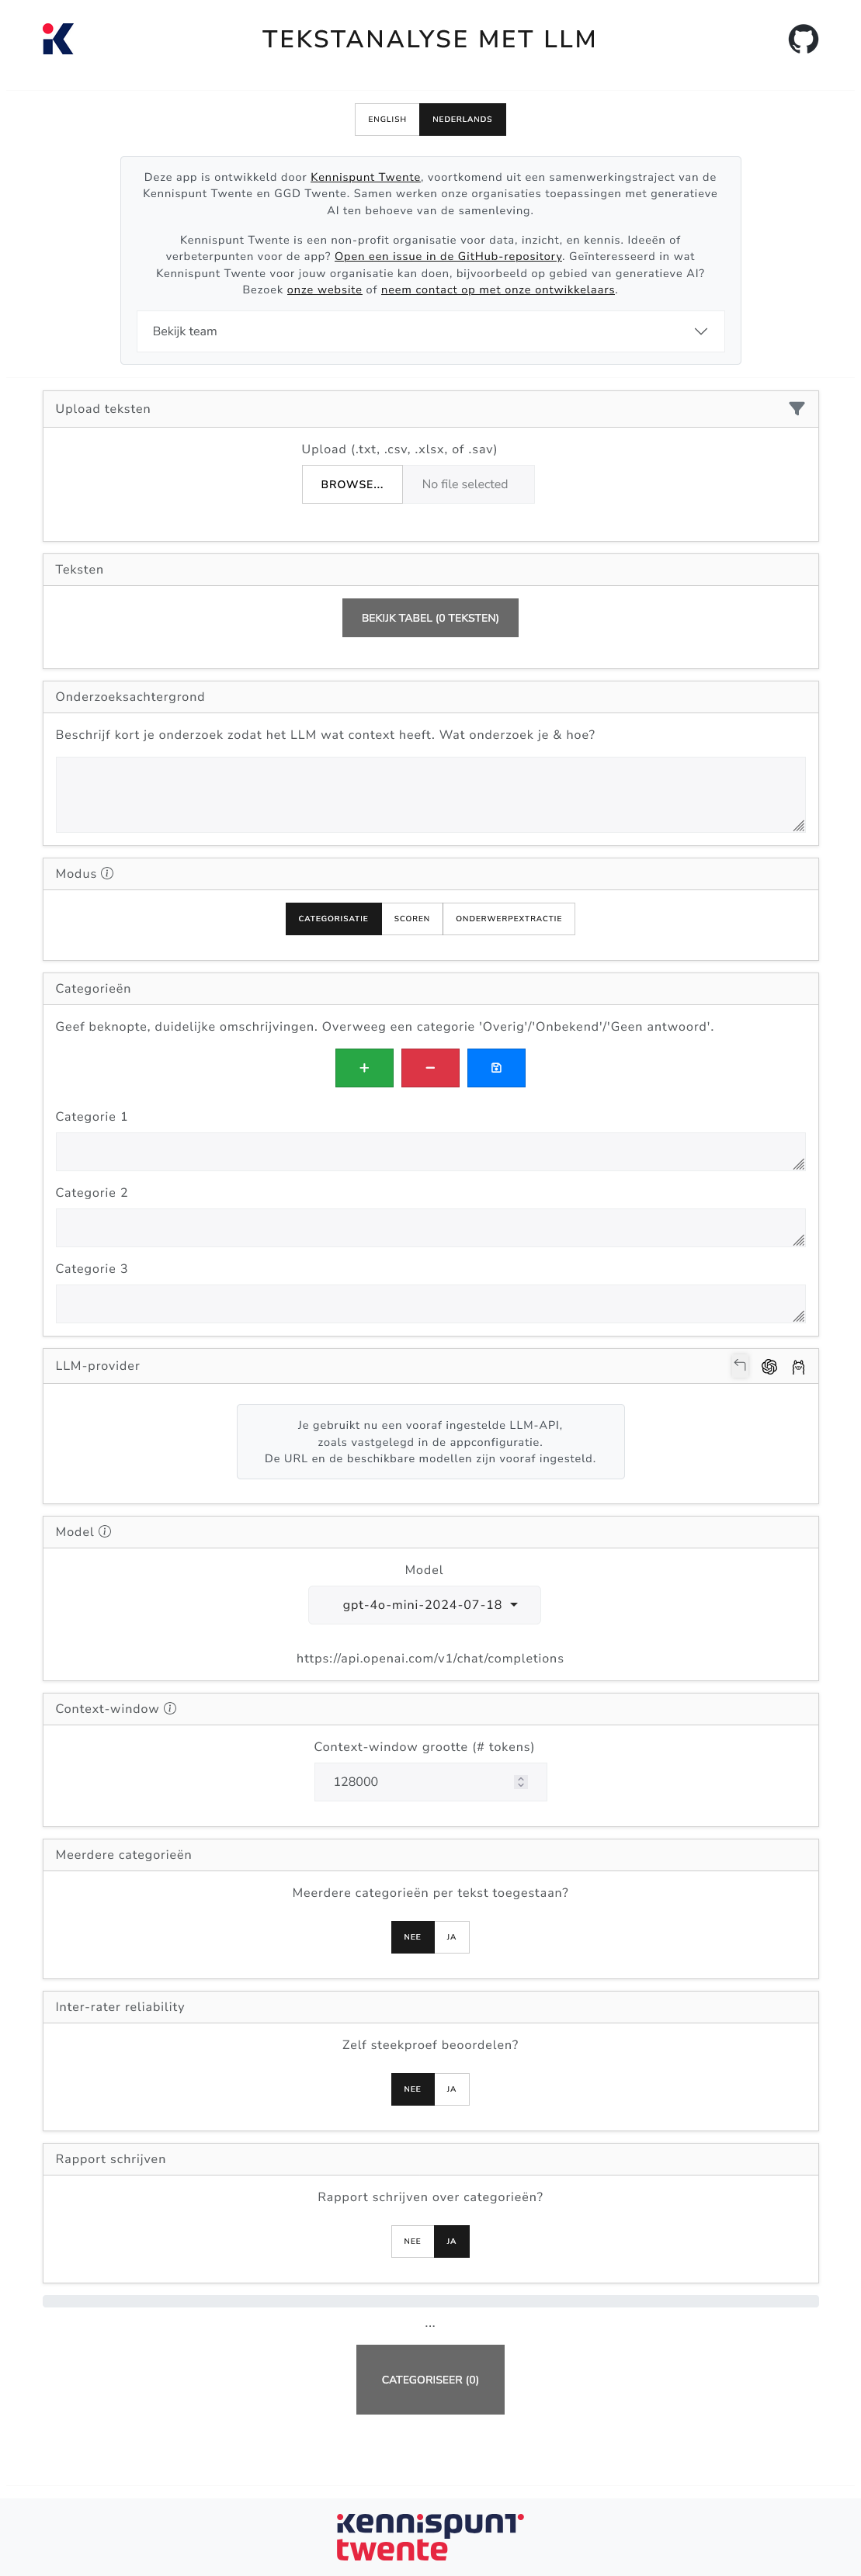 TEKSTANALYSE MET LLM
ENGLISH
NEDERLANDS
Deze app is ontwikkeld door Kennispunt Twente, voortkomend uit een samenwerkingstraject van de
Kennispunt Twente en GGD Twente. Samen werken onze organisaties toepassingen met generatieve
AI ten behoeve van de samenleving.
Kennispunt Twente is een non-profit organisatie voor data, inzicht, en kennis. Ideeën of
verbeterpunten voor de app? Open een issue in de GitHub-repository. Geïnteresseerd in wat
Kennispunt Twente voor jouw organisatie kan doen, bijvoorbeeld op gebied van generatieve AI?
Bezoek onze website of neem contact op met onze ontwikkelaars.
Bekijk team
Upload teksten
Upload (.txt, .csv, .xlsx, of .sav)
BROWSE...
No file selected
Teksten
BEKIJK TABEL (0 TEKSTEN)
Onderzoeksachtergrond
Beschrijf kort je onderzoek zodat het LLM wat context heeft. Wat onderzoek je & hoe?
Modus
CATEGORISATIE
SCOREN
ONDERWERPEXTRACTIE
Categorieën
Geef beknopte, duidelijke omschrijvingen. Overweeg een categorie 'Overig'/'Onbekend'/'Geen antwoord'.
Categorie 1
Categorie 2
Categorie 3
LLM-provider
Je gebruikt nu een vooraf ingestelde LLM-API,
zoals vastgelegd in de appconfiguratie.
De URL en de beschikbare modellen zijn vooraf ingesteld.
Model
Model
gpt-4o-mini-2024-07-18
https://api.openai.com/v1/chat/completions
Context-window
Context-window grootte (# tokens)
128000
Meerdere categorieën
Meerdere categorieën per tekst toegestaan?
NEE
JA
Inter-rater reliability
Zelf steekproef beoordelen?
NEE
JA
Rapport schrijven
Rapport schrijven over categorieën?
NEE
JA
...
CATEGORISEER (0)
kennispunt
twente